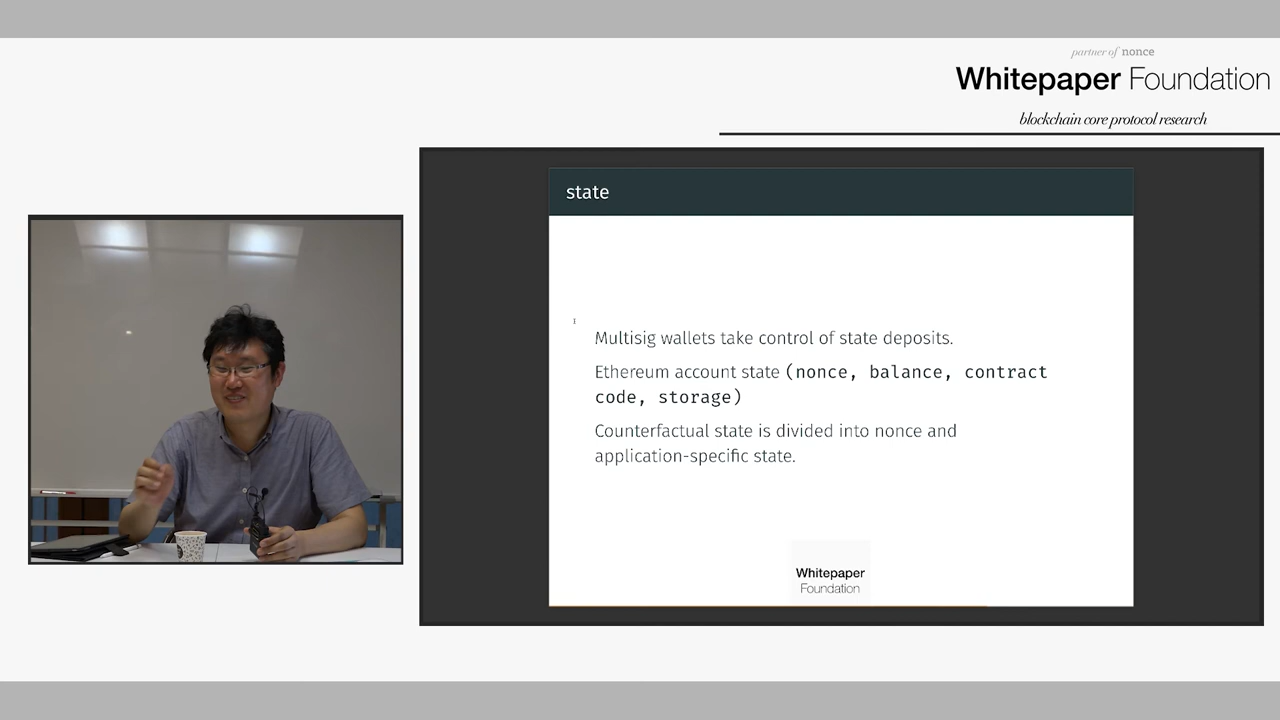 partner of nonce
Whitepaper Foundation
blockchain core protocol research
state
Multisig wallets take control of state deposits.
Ethereum account state (nonce, balance, contract
code, storage)
Counterfactual state is divided into nonce and
application-specific state.
Whitepaper
Foundation